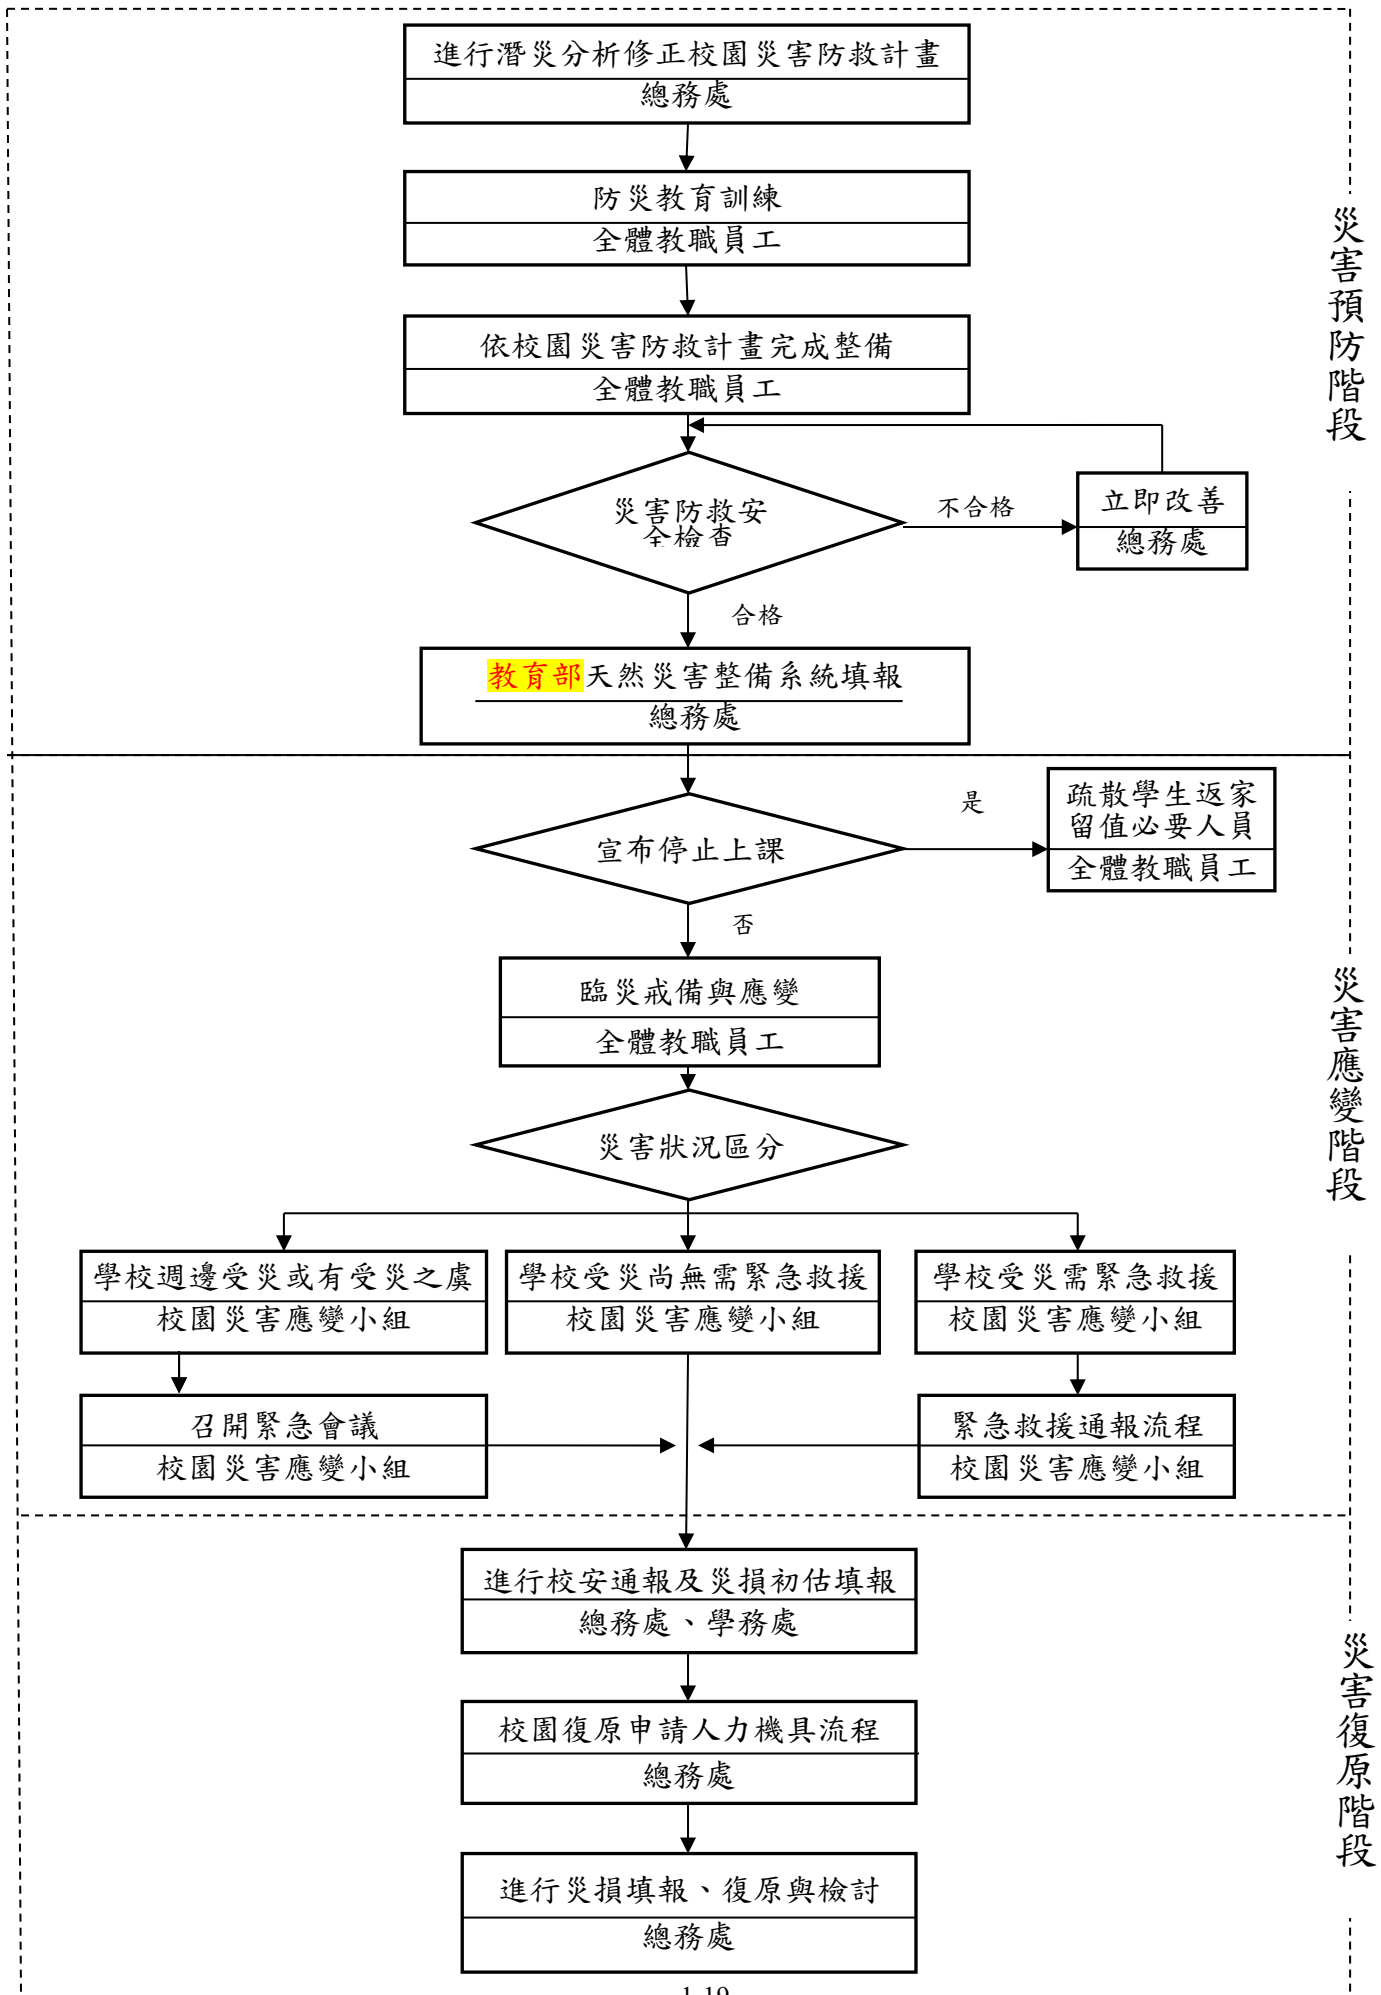 進行潛災分析修正校園災害防救計畫
總務處
防災教育訓練
全體教職員工
依校園災害防救計畫完成整備
全體教職員工
災害預防階段
災害防救安
全檢查
不合格
立即改善
總務處
合格
教育部天然災害整備系統填報
總務處
宣布停止上課
是
疏散學生返家
留值必要人員
全體教職員工
否
臨災戒備與應變
全體教職員工
災害應變階段
災害狀況區分
學校週邊受災或有受災之虞
校園災害應變小組
學校受災尚無需緊急救援
校園災害應變小組
學校受災需緊急救援
校園災害應變小組
召開緊急會議
校園災害應變小組
緊急救援通報流程
校園災害應變小組
進行校安通報及災損初估填報
總務處、學務處
災害復原階段
校園復原申請人力機具流程
總務處
進行災損填報、復原與檢討
總務處
1-19